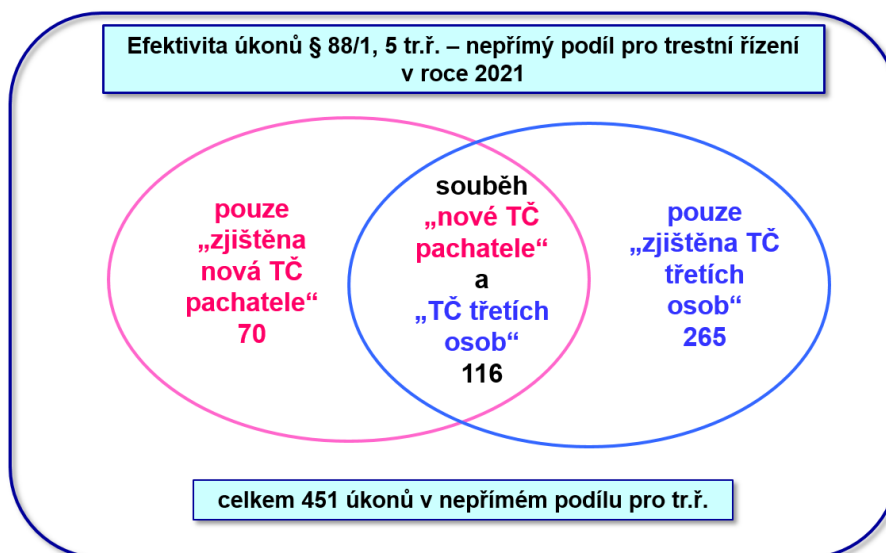 Efektivita úkonů § 88/1, 5 tr.ř. – nepřímý podíl pro trestní řízení
v roce 2021
pouze
„zjištěna
nová TČ
pachatele“
70
souběh
„nové TČ
pachatele“
a
„TČ třetích
osob“
116
pouze
„zjištěna TČ
třetích
osob“
265
celkem 451 úkonů v nepřímém podílu pro tr.ř.